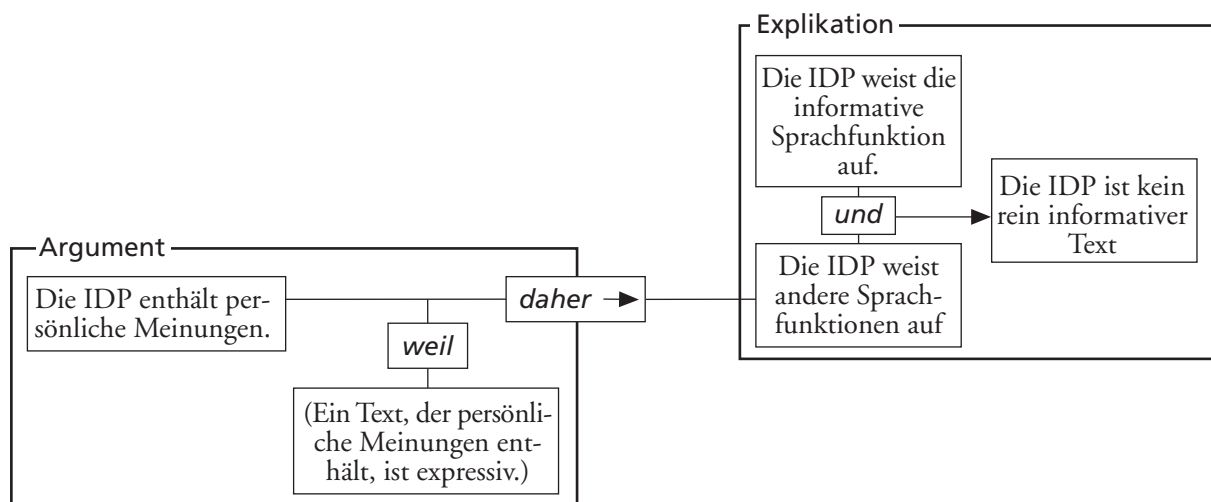 Explikation
Die IDP weist die
informative
Sprachfunktion
auf.
und
Die IDP weist
andere Sprach-
funktionen auf
Die IDP ist kein
rein informativer
Text
Argument
Die IDP enthält per-
sönliche Meinungen.
daher
weil
(Ein Text, der persönli-
che Meinungen ent-
hält, ist expressiv.)